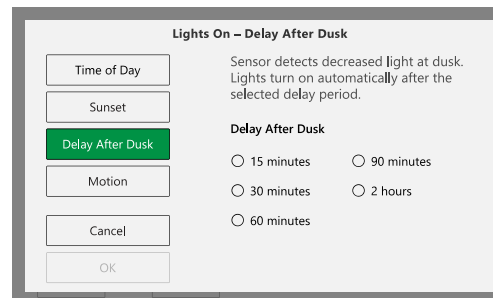 Lights On – Delay After Dusk
Time of Day
Sunset
Delay After Dusk
Motion
Cancel
OK
Sensor detects decreased light at dusk.
Lights turn on automatically after the
selected delay period.
Delay After Dusk
15 minutes
90 minutes
30 minutes
2 hours
60 minutes